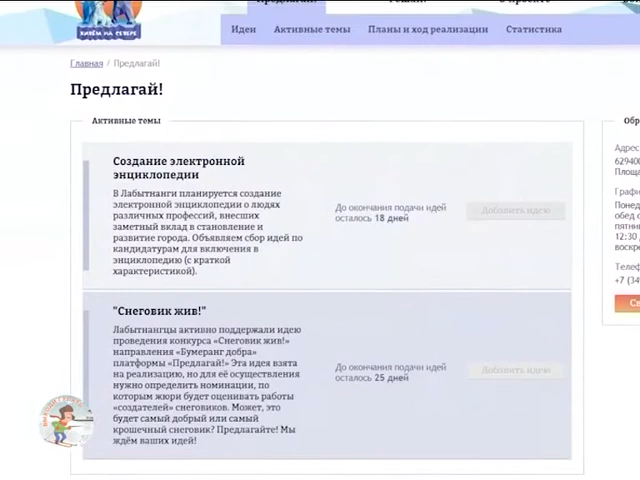 ЖИВЁМ НА СЕВЕРЕ
Идеи Активные темы Планы и ход реализации Статистика
Главная / Предлагай!
Предлагай!
Активные темы
Создание электронной
энциклопедии
В Лабытнанги планируется создание
электронной энциклопедии о людях
различных профессий, внесших
заметный вклад в становление и
развитие города. Объявляем сбор идей по
кандидатурам для включения в
энциклопедию (с краткой
характеристикой).
До окончания подачи идей
осталось 18 дней
Добавить идею
"Снеговик жив!"
Лабытнангцы активно поддержали идею
проведения конкурса «Снеговик жив!»
направления «Бумеранг добра»
платформы «Предлагай!» Эта идея взята
на реализацию, но для её осуществления
нужно определить номинации, по
которым жюри будет оценивать работы
«создателей» снеговиков. Может, это
будет самый добрый или самый
крошечный снеговик? Предлагайте! Мы
ждём ваших идей!
До окончания подачи идей
осталось 25 дней
Добавить идею
Обр
Адрес
62940
Площа
Графи
Понед
обед с
пятни
12:30
воскре
Телеф
+7 (34
Св